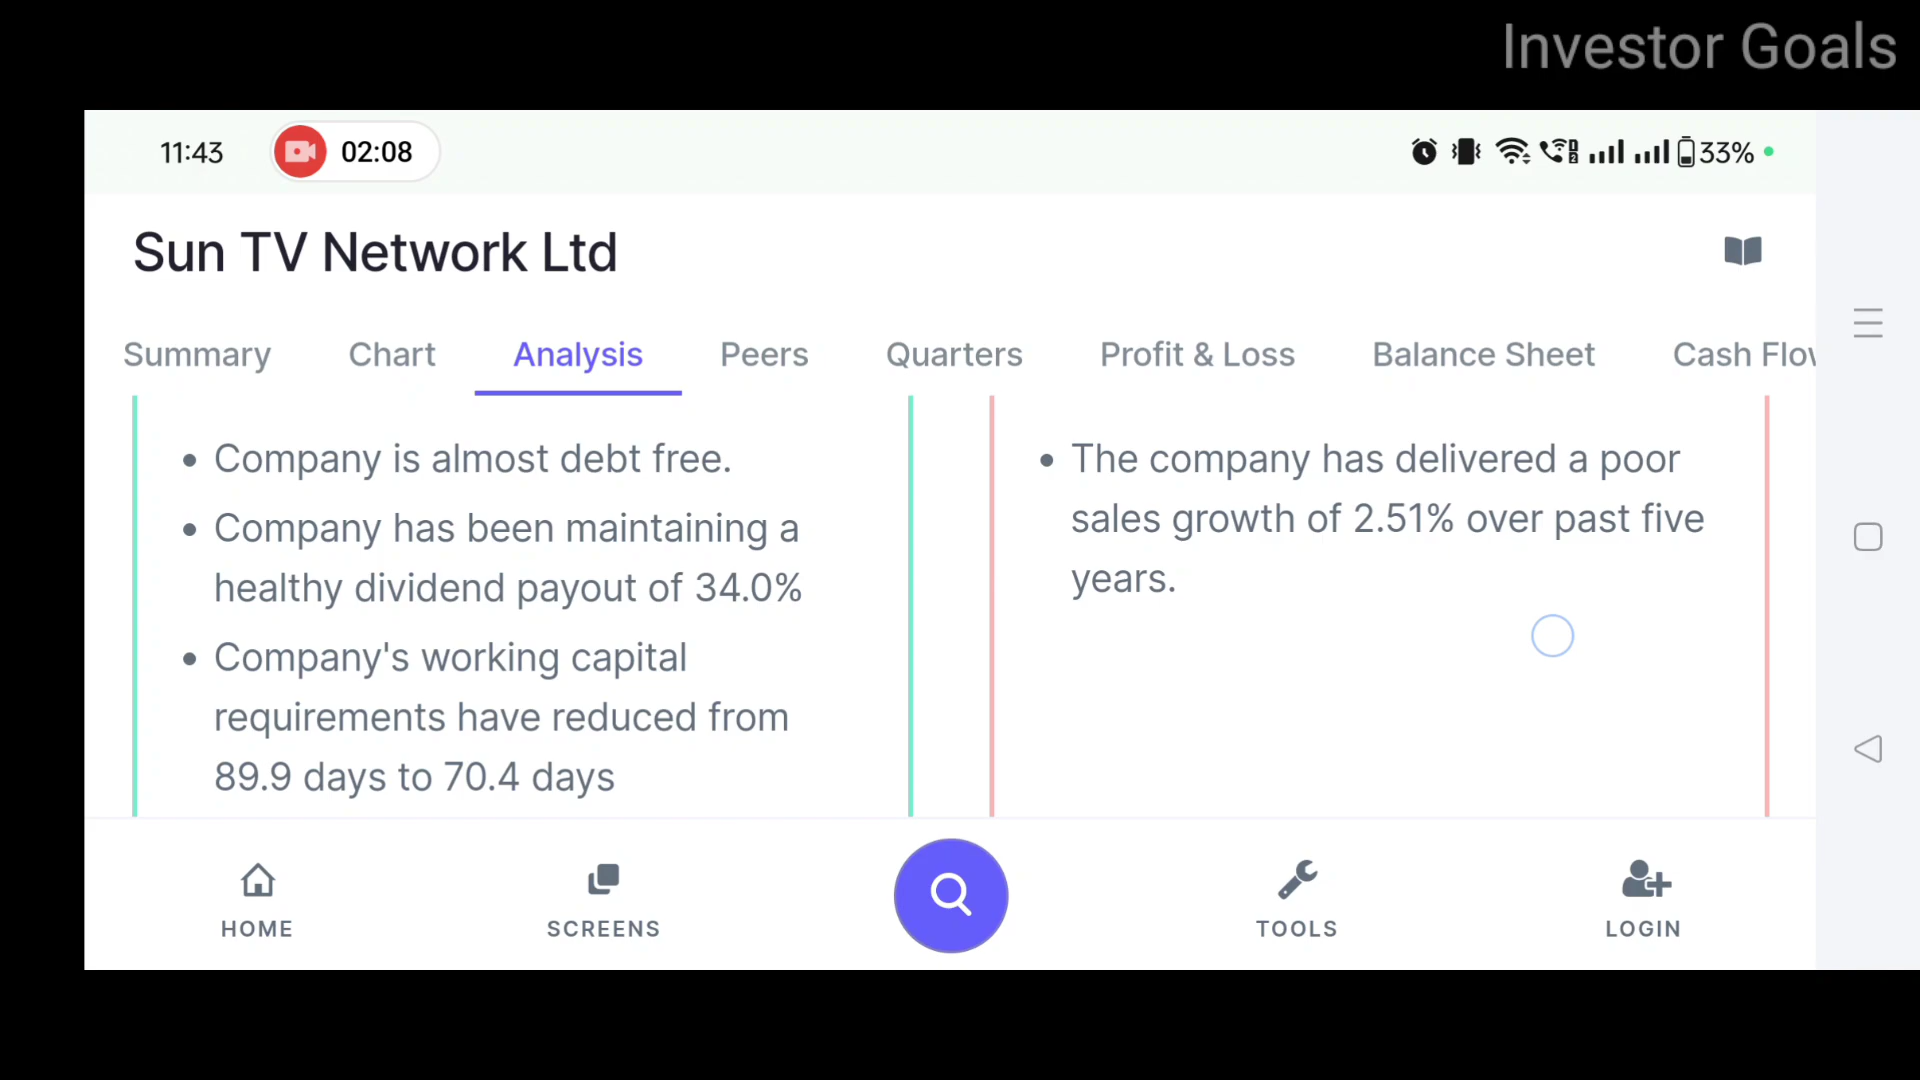 Investor Goals
11:43
02:08
33%
Sun TV Network Ltd
Summary
Chart
Analysis
Peers
Quarters
Profit & Loss
Balance Sheet
Cash Flow
• Company is almost debt free.
• Company has been maintaining a
healthy dividend payout of 34.0%
• Company's working capital
requirements have reduced from
89.9 days to 70.4 days
• The company has delivered a poor
sales growth of 2.51% over past five
years.
HOME
SCREENS
TOOLS
LOGIN